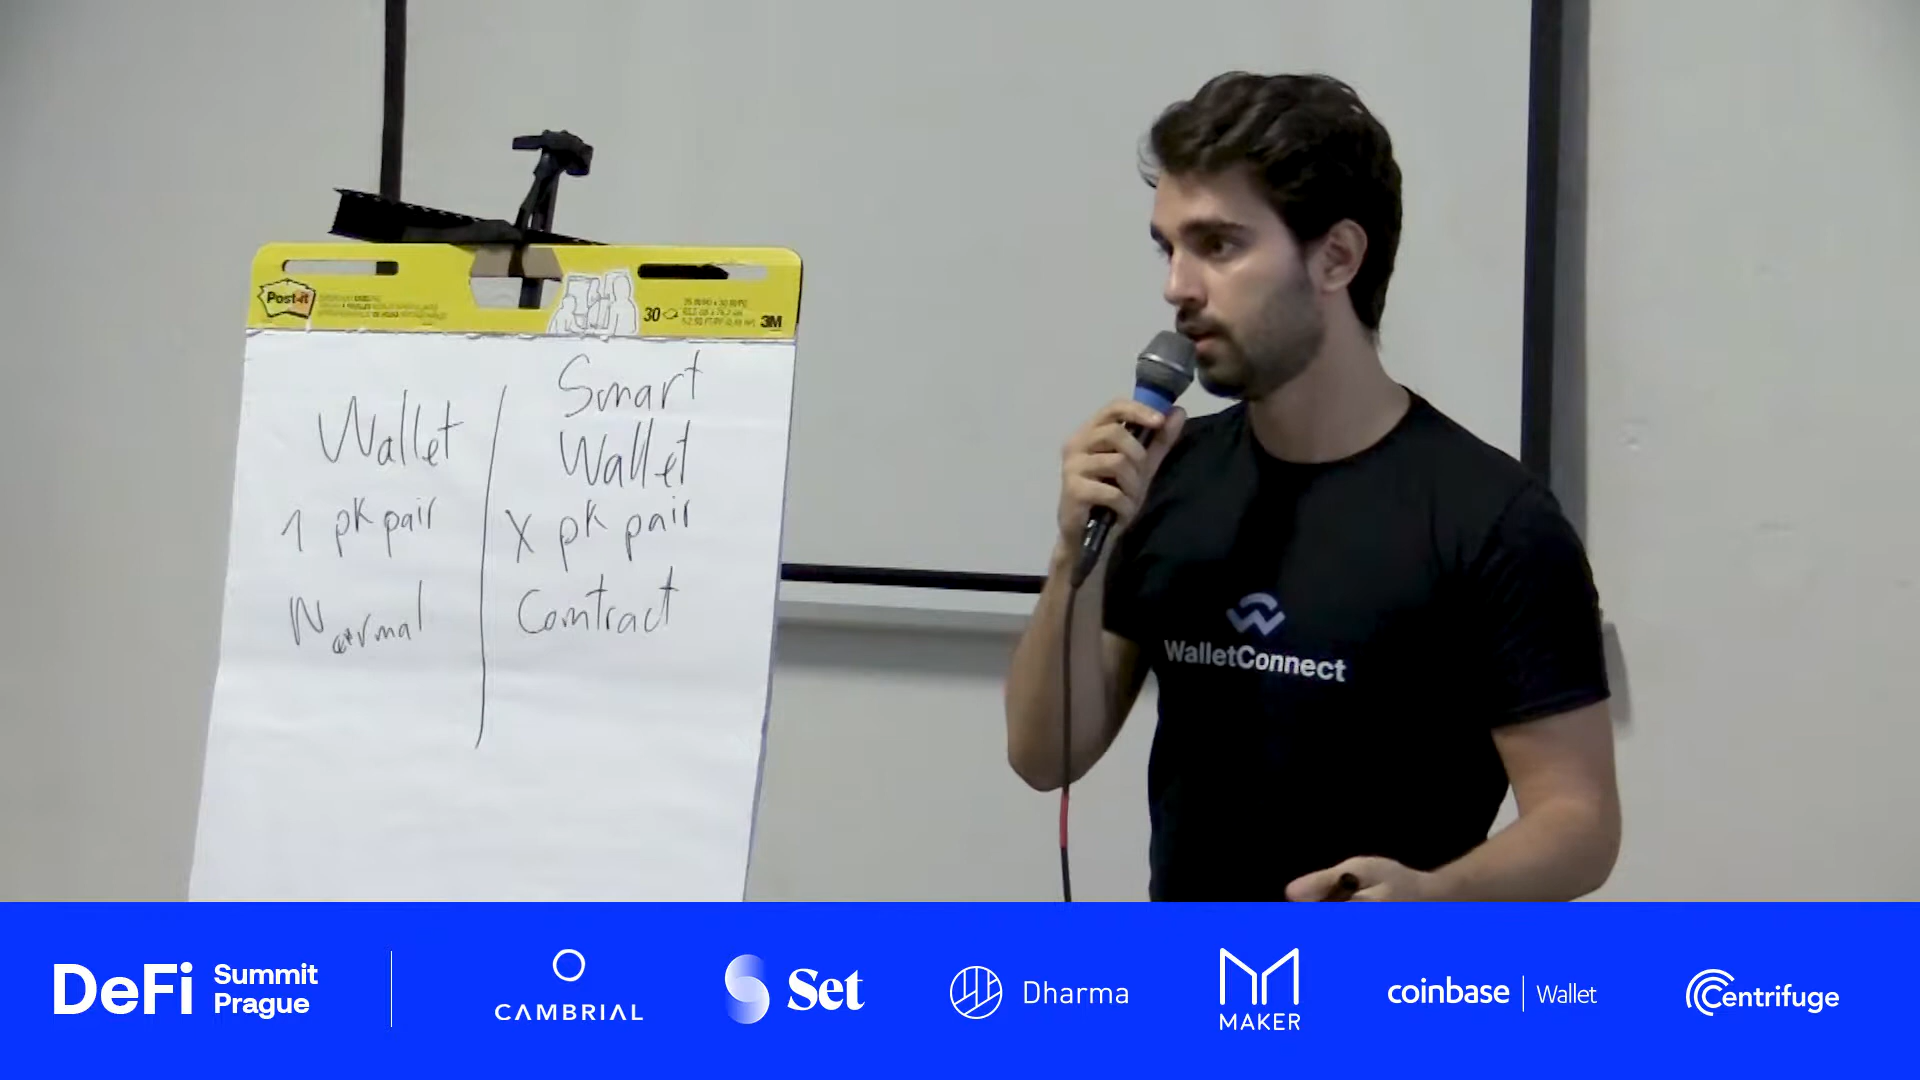 Post-it
30
3M
Wallet
Smart
Wallet
1 pk pair
X pk pair
Normal
Contract
WalletConnect
DeFi
Summit
Prague
CAMBRIAL
Set
Dharma
MAKER
coinbase | Wallet
Centrifuge